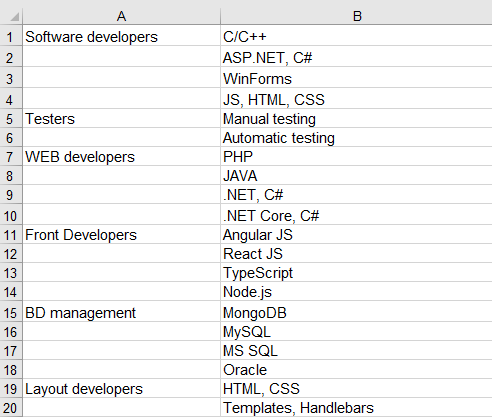 A B
1 Software developers C/C++
2 ASP.NET, C#
3 WinForms
4 JS, HTML, CSS
5 Testers Manual testing
6 Automatic testing
7 WEB developers PHP
8 JAVA
9 .NET, C#
10 .NET Core, C#
11 Front Developers Angular JS
12 React JS
13 TypeScript
14 Node.js
15 BD management MongoDB
16 MySQL
17 MS SQL
18 Oracle
19 Layout developers HTML, CSS
20 Templates, Handlebars